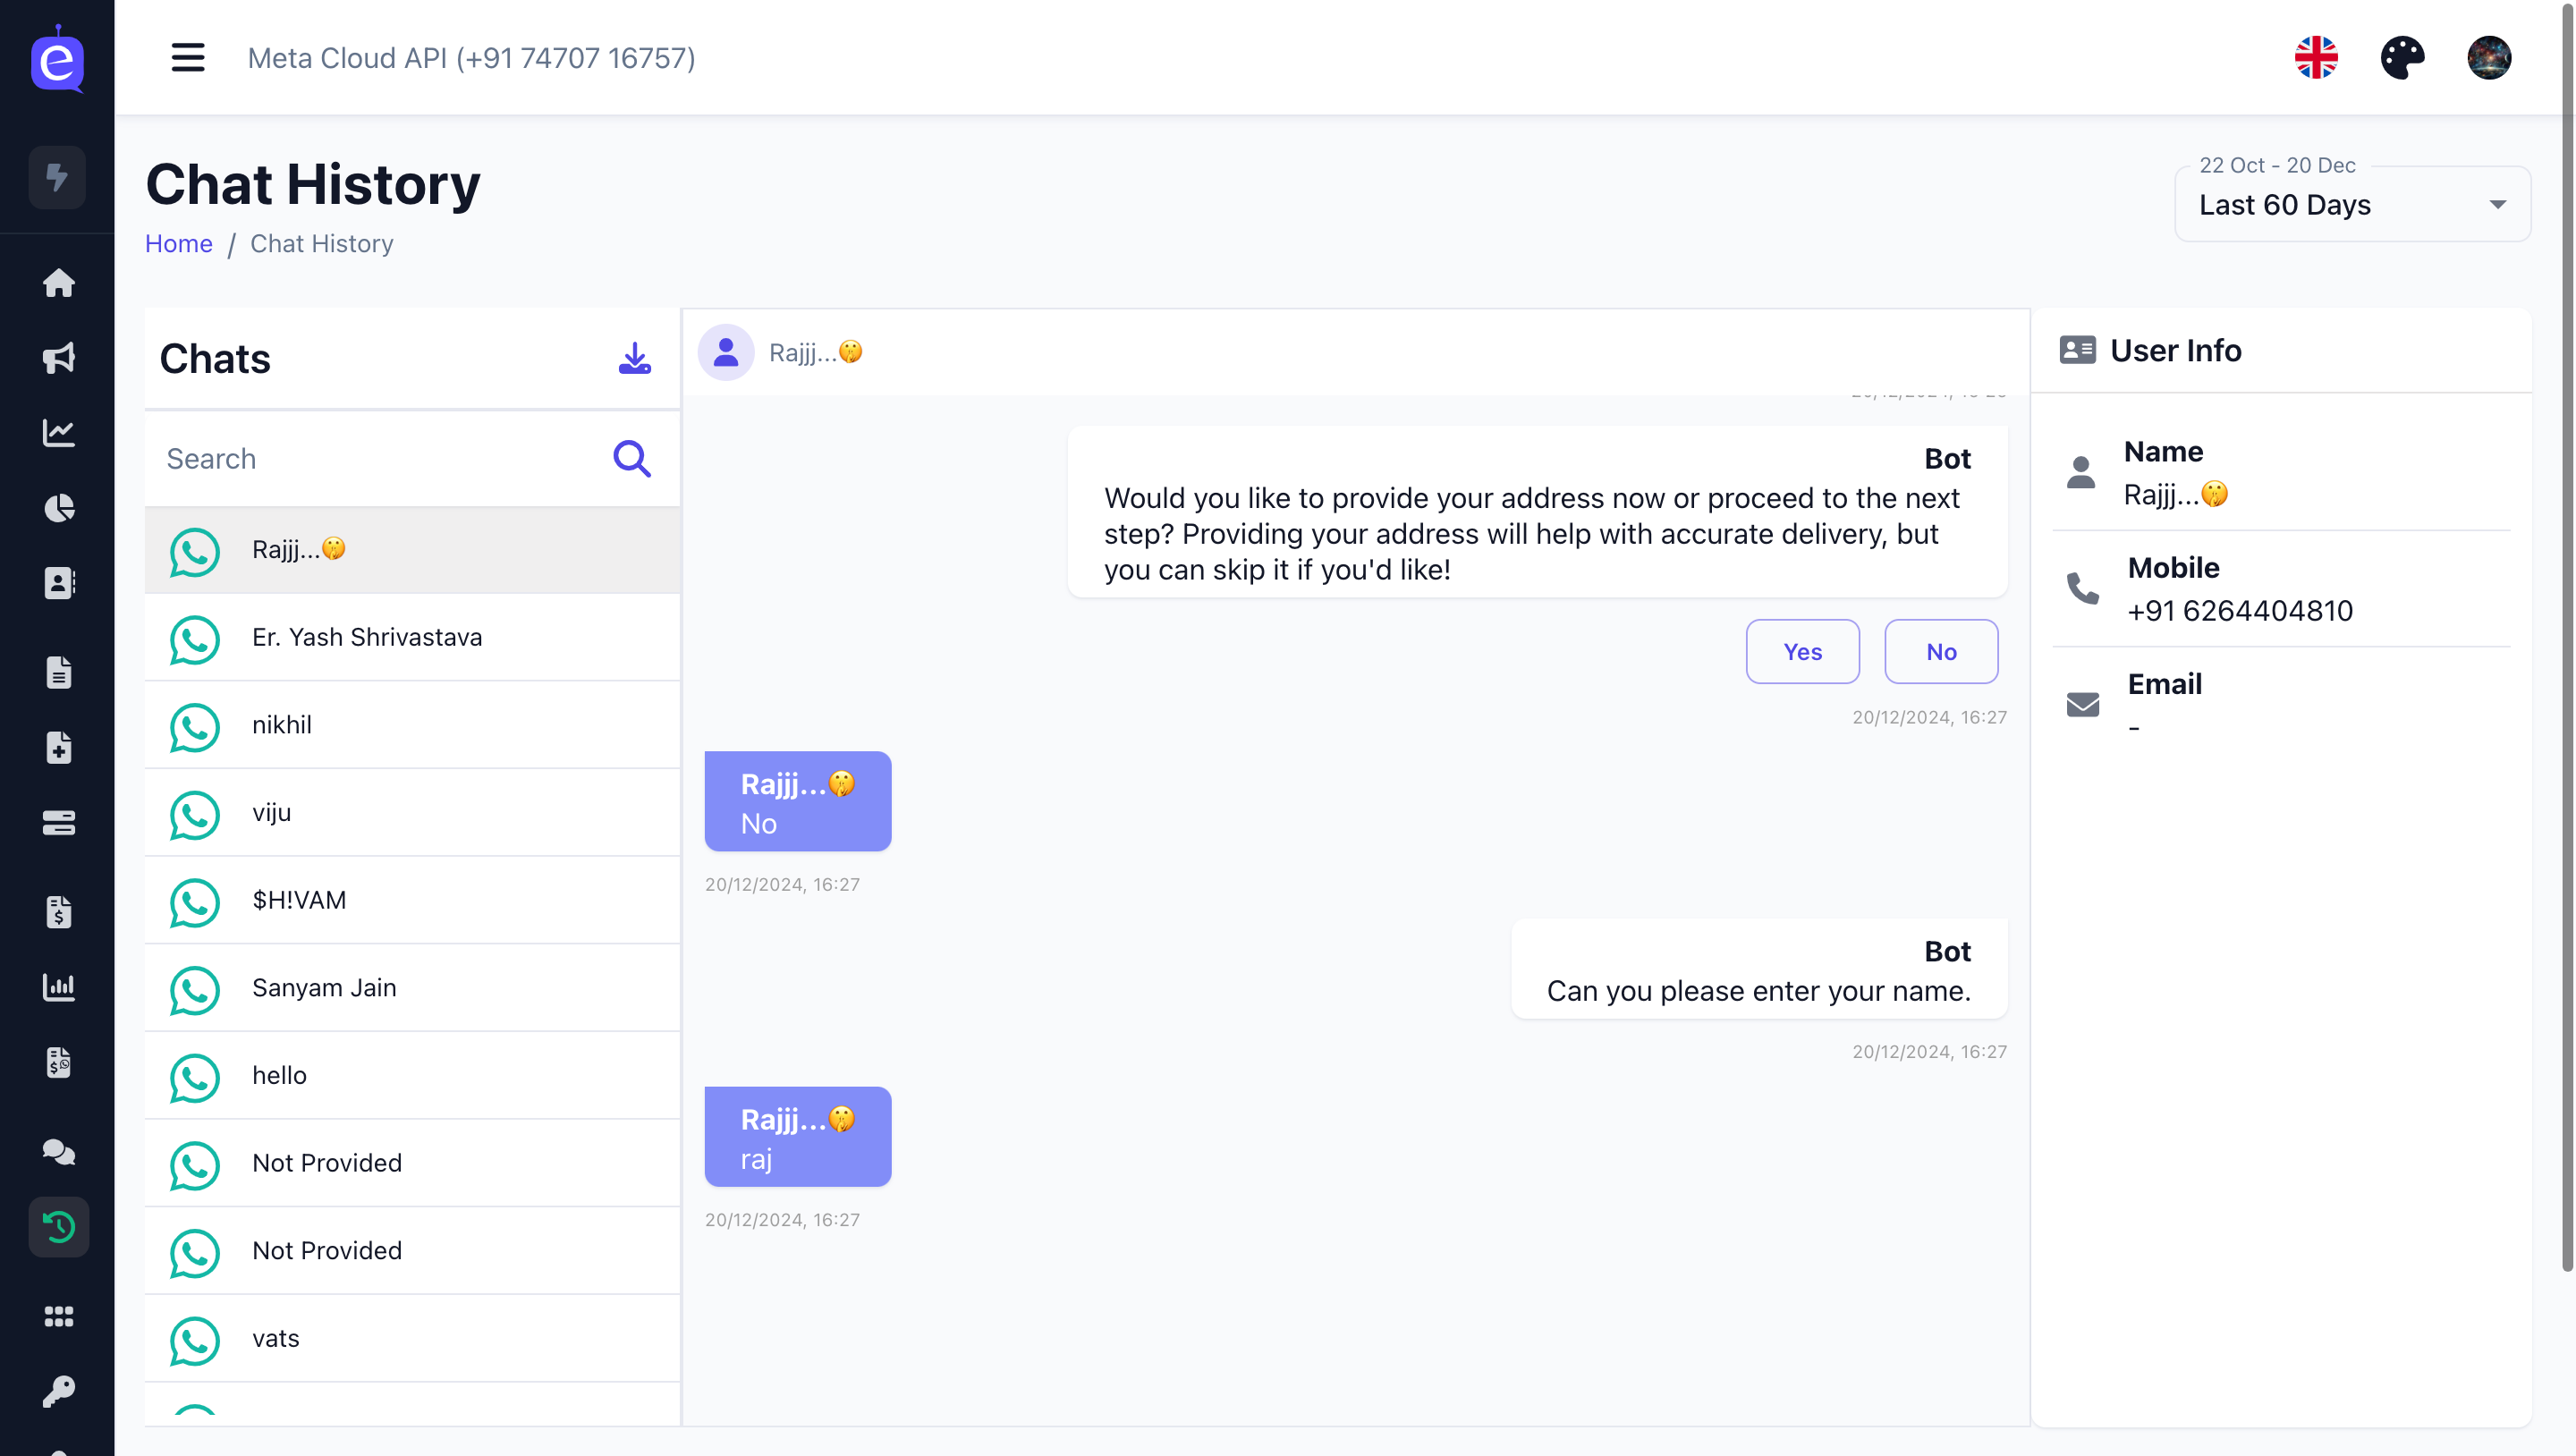 Meta Cloud API (+91 74707 16757)
Chat History
Home / Chat History
22 Oct - 20 Dec
Last 60 Days
Chats
Search
Rajjj...🤫
Er. Yash Shrivastava
nikhil
viju
$H!VAM
Sanyam Jain
hello
Not Provided
Not Provided
vats
Rajjj...🤫
Bot
Would you like to provide your address now or proceed to the next
step? Providing your address will help with accurate delivery, but
you can skip it if you'd like!
Yes
No
20/12/2024, 16:27
Rajjj...🤫
No
20/12/2024, 16:27
Bot
Can you please enter your name.
20/12/2024, 16:27
Rajjj...🤫
raj
20/12/2024, 16:27
User Info
Name
Rajjj...🤫
Mobile
+91 6264404810
Email
-